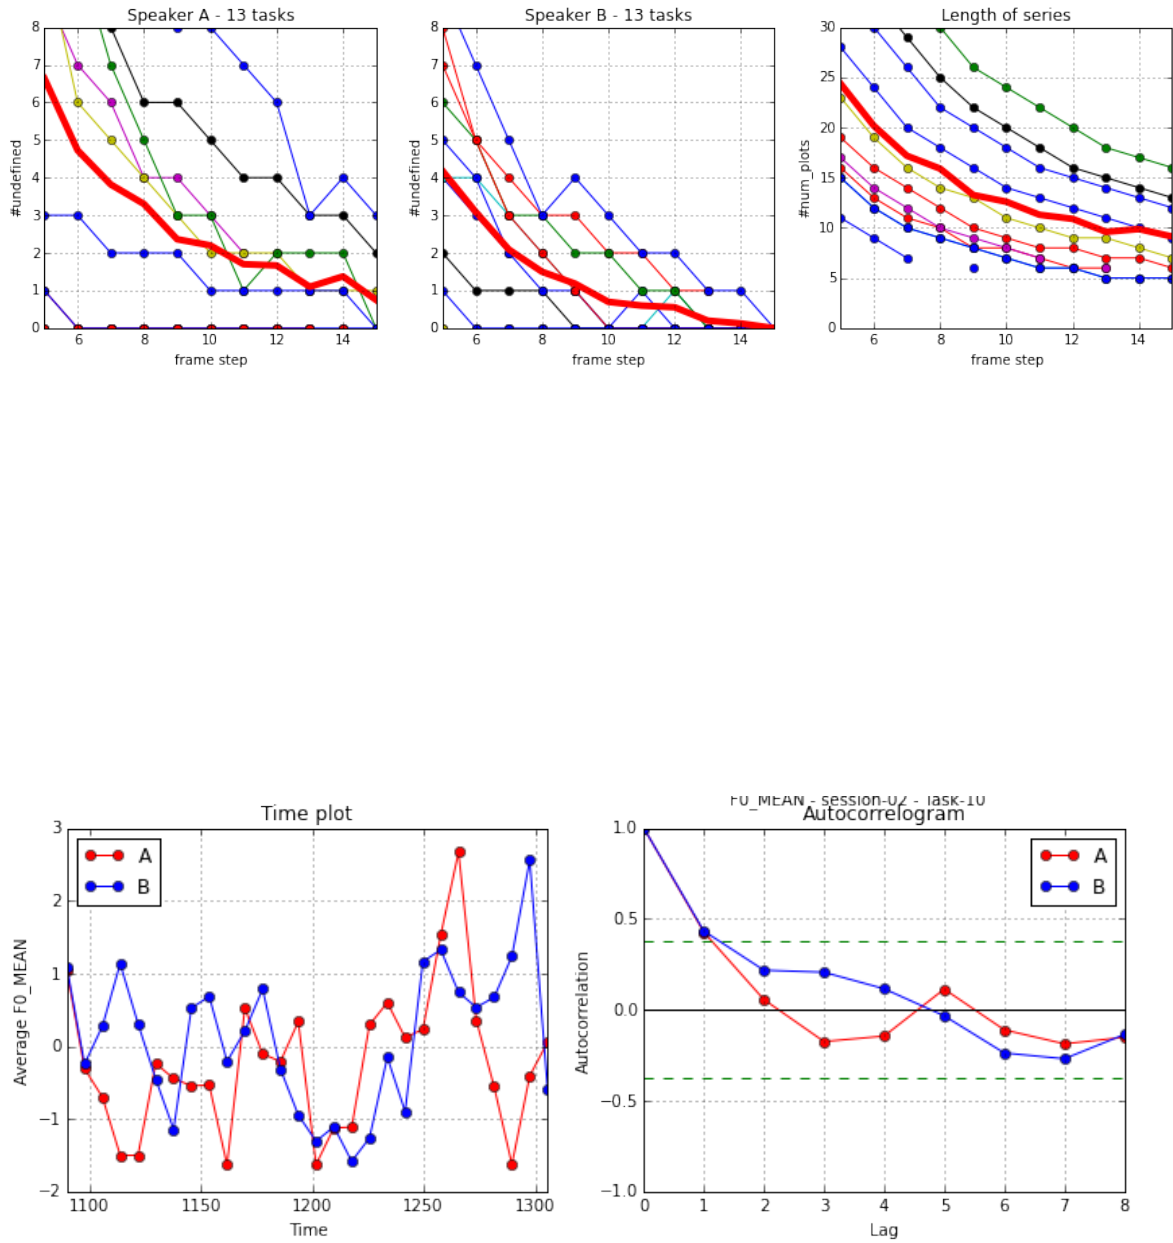 Speaker A - 13 tasks
#undefined
8
7
6
5
4
3
2
1
0
6 8 10 12 14
frame step
Speaker B - 13 tasks
#undefined
8
7
6
5
4
3
2
1
0
6 8 10 12 14
frame step
Length of series
#num_plots
30
25
20
15
10
5
0
6 8 10 12 14
frame step
Time plot
A
B
Average F0_MEAN
3
2
1
0
−1
−2
1100 1150 1200 1250 1300
Time
F0_MEAN - session-02 - Task-10
Autocorrelogram
A
B
Autocorrelation
1.0
0.5
0.0
−0.5
−1.0
0 1 2 3 4 5 6 7 8
Lag